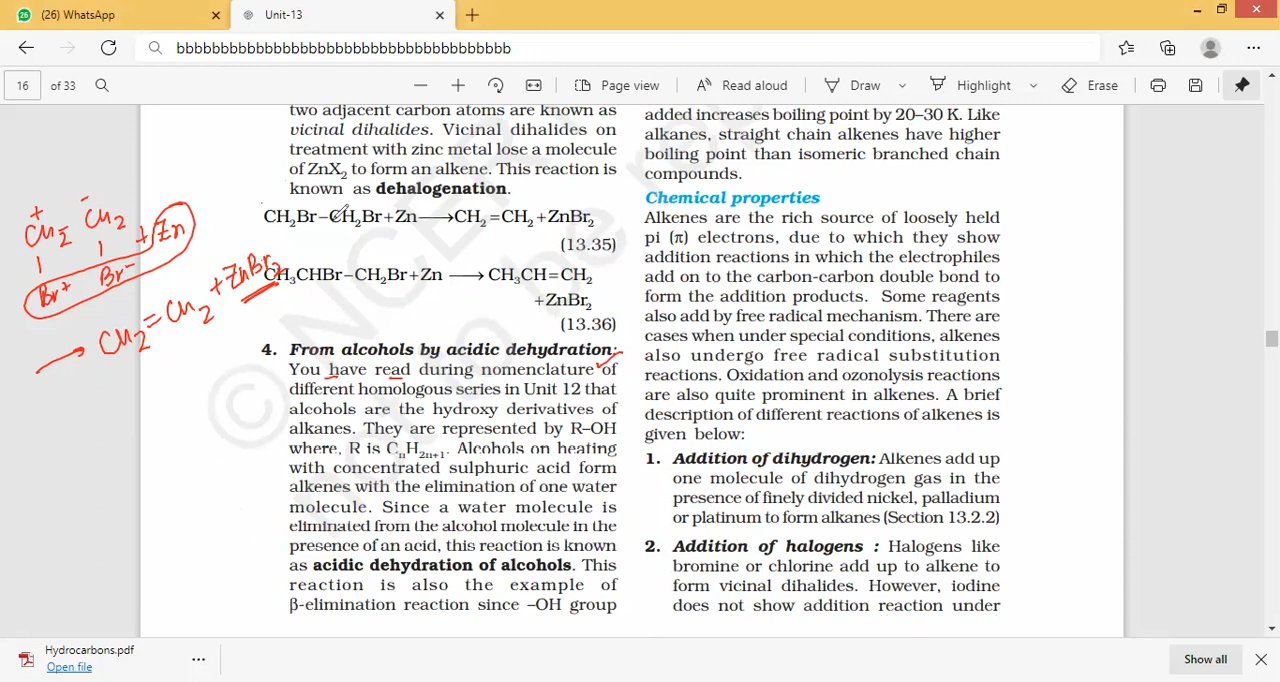 26
(26) WhatsApp
Unit-13
bbbbbbbbbbbbbbbbbbbbbbbbbbbbbbbbbbbbb
16 of 33
Page view
Read aloud
Draw
Highlight
Erase
two adjacent carbon atoms are known as
vicinal dihalides. Vicinal dihalides on
treatment with zinc metal lose a molecule
of ZnX₂ to form an alkene. This reaction is
known as dehalogenation.
CH₂Br–CH₂Br+Zn⟶CH₂=CH₂+ZnBr₂
(13.35)
CH₃CHBr–CH₂Br+Zn ⟶ CH₃CH=CH₂
+ZnBr₂
(13.36)
4. From alcohols by acidic dehydration:
You have read during nomenclature of
different homologous series in Unit 12 that
alcohols are the hydroxy derivatives of
alkanes. They are represented by R–OH
where, R is CₙH₂ₙ₊₁. Alcohols on heating
with concentrated sulphuric acid form
alkenes with the elimination of one water
molecule. Since a water molecule is
eliminated from the alcohol molecule in the
presence of an acid, this reaction is known
as acidic dehydration of alcohols. This
reaction is also the example of
β-elimination reaction since –OH group
+ -
CH₂ CH₂
| | + Zn
Br⁺ Br⁻
CH₂=CH₂+ZnBr₂
added increases boiling point by 20–30 K. Like
alkanes, straight chain alkenes have higher
boiling point than isomeric branched chain
compounds.
Chemical properties
Alkenes are the rich source of loosely held
pi (π) electrons, due to which they show
addition reactions in which the electrophiles
add on to the carbon-carbon double bond to
form the addition products. Some reagents
also add by free radical mechanism. There are
cases when under special conditions, alkenes
also undergo free radical substitution
reactions. Oxidation and ozonolysis reactions
are also quite prominent in alkenes. A brief
description of different reactions of alkenes is
given below:
1. Addition of dihydrogen: Alkenes add up
one molecule of dihydrogen gas in the
presence of finely divided nickel, palladium
or platinum to form alkanes (Section 13.2.2)
2. Addition of halogens : Halogens like
bromine or chlorine add up to alkene to
form vicinal dihalides. However, iodine
does not show addition reaction under
© NCER
not to be re
Hydrocarbons.pdf
Open file
Show all